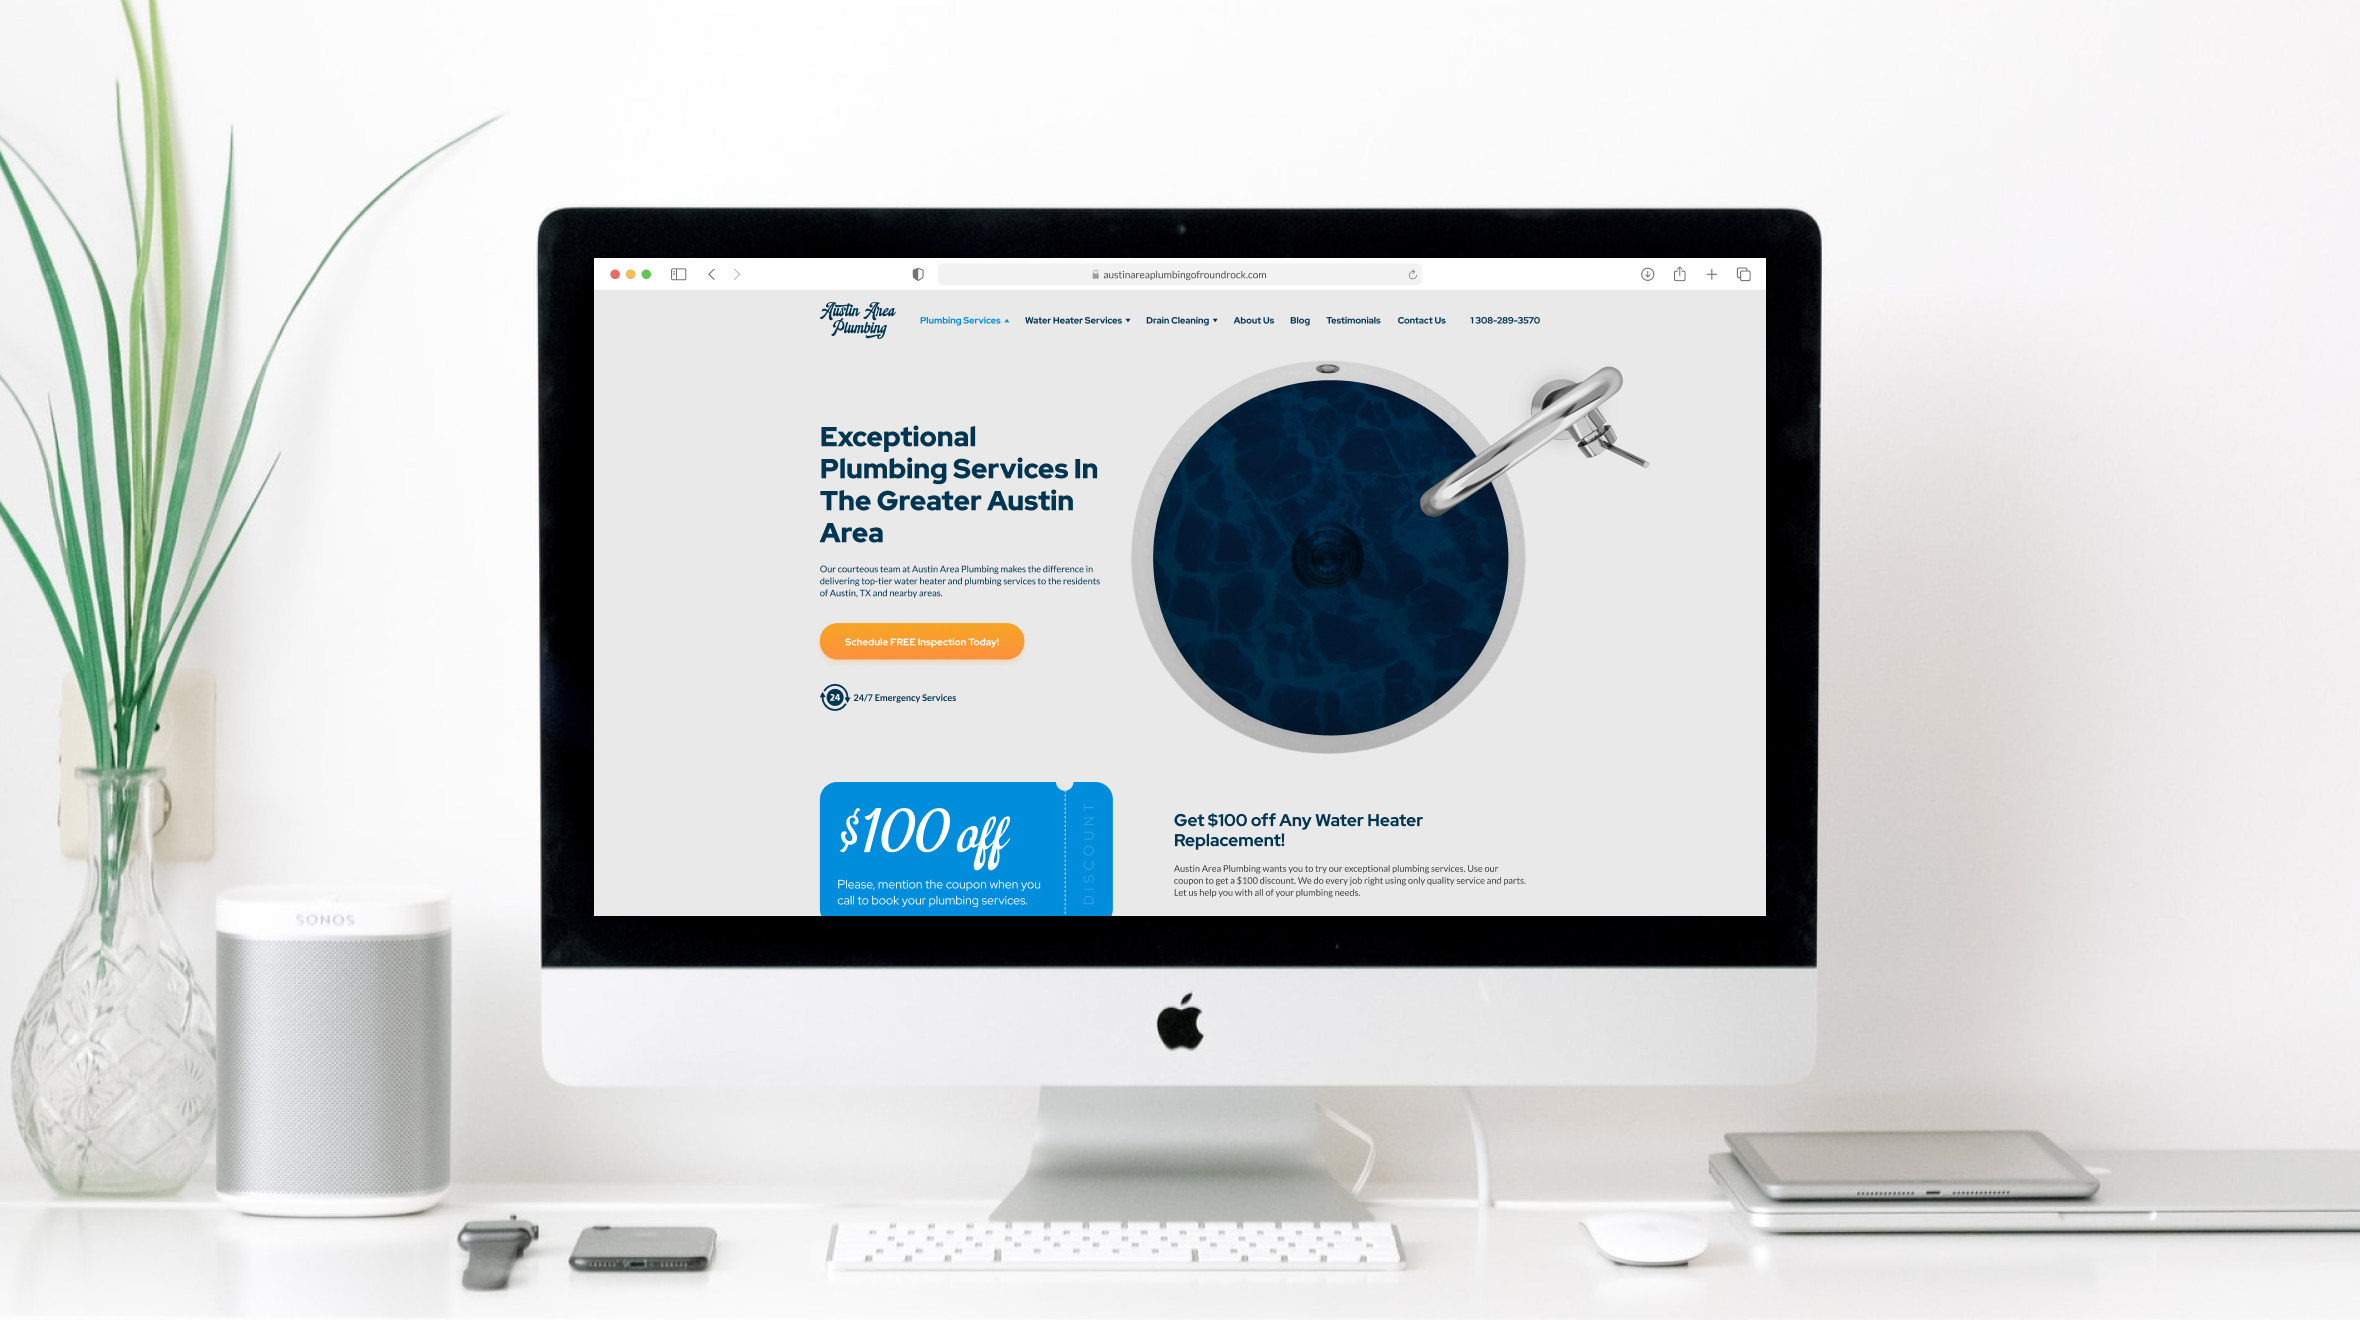 austinareaplumbingofroundrock.com
Austin Area
Plumbing
Plumbing Services
Water Heater Services
Drain Cleaning
About Us
Blog
Testimonials
Contact Us
1 308-289-3570
Exceptional
Plumbing Services In
The Greater Austin
Area
Our courteous team at Austin Area Plumbing makes the difference in
delivering top-tier water heater and plumbing services to the residents
of Austin, TX and nearby areas.
Schedule FREE Inspection Today!
24
24/7 Emergency Services
$100 off
Please, mention the coupon when you
call to book your plumbing services.
DISCOUNT
Get $100 off Any Water Heater
Replacement!
Austin Area Plumbing wants you to try our exceptional plumbing services. Use our
coupon to get a $100 discount. We do every job right using only quality service and parts.
Let us help you with all of your plumbing needs.
SONOS